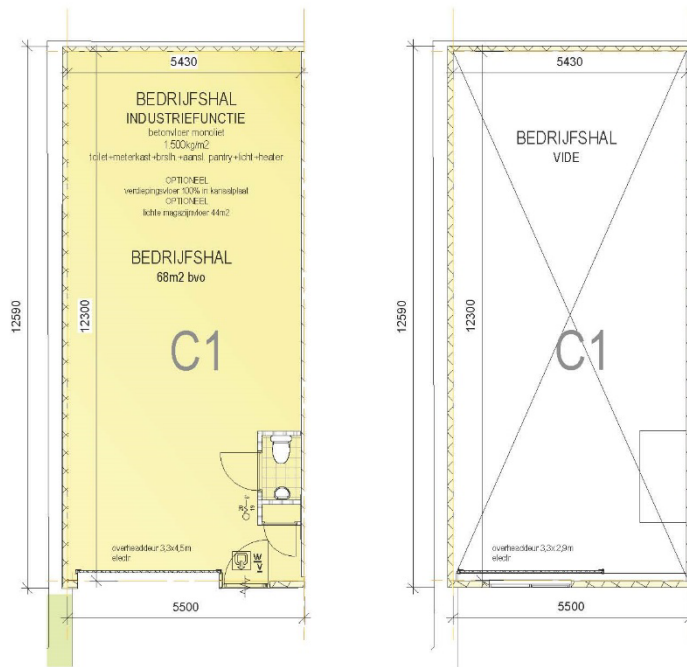 5430
BEDRIJFSHAL
INDUSTRIEFUNCTIE
betonvloer monoliet
1.500kg/m2
toilet+meterkast+brslh.+aansl. pantry+licht+heater
OPTIONEEL
verdiepingsvloer 100% in kanaalplaat
OPTIONEEL
lichte magazijnvloer 44m2
BEDRIJFSHAL
68m2 bvo
12590
12300
C1
overheaddeur 3,3x4,5m
electr
5500
5430
BEDRIJFSHAL
VIDE
12590
12300
C1
overheaddeur 3,3x2,9m
electr
5500